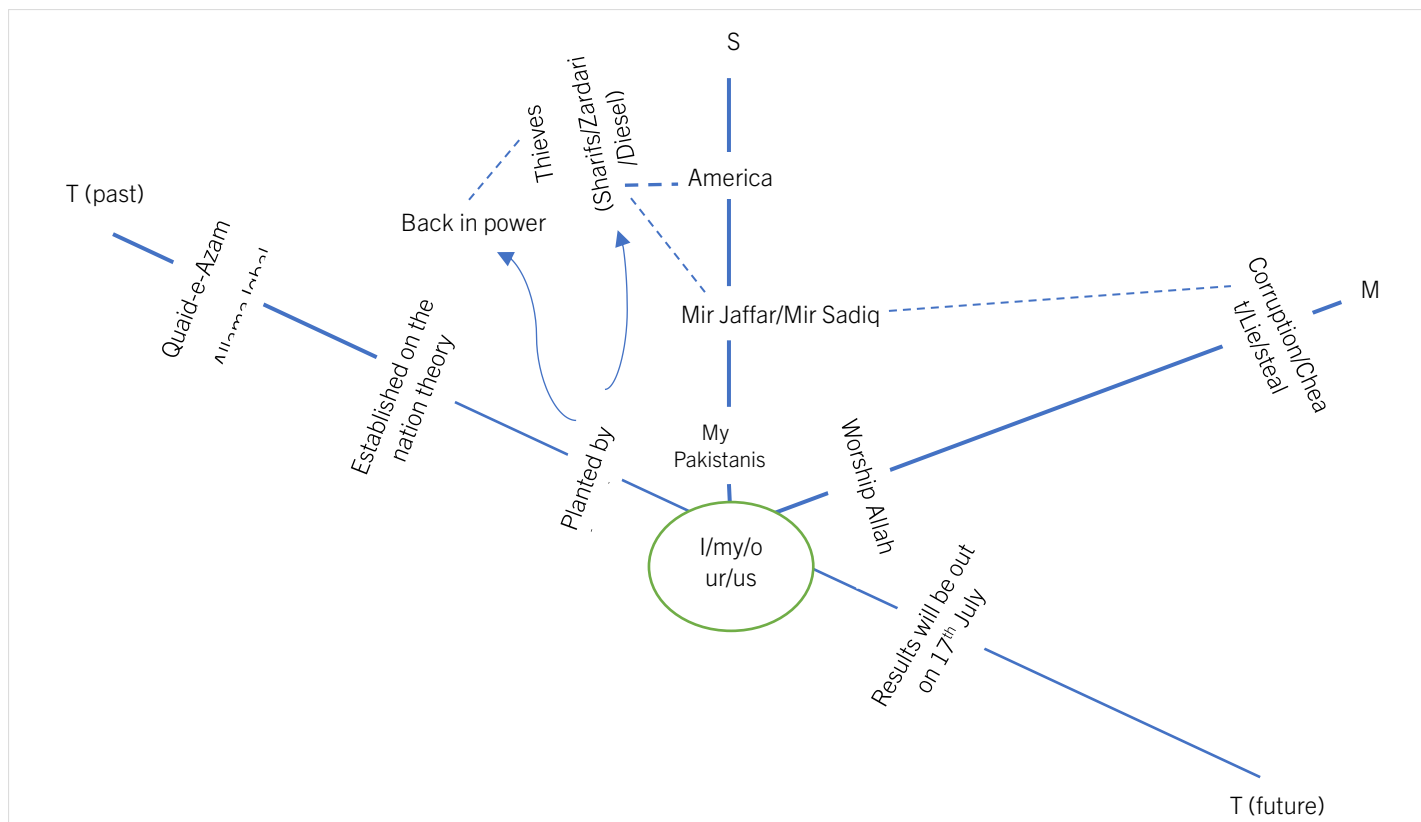 S
Thieves
(Sharifs/Zardari
/Diesel)
America
T (past)
Back in power
Quaid-e-Azam
Established on the
nation theory
Mir Jaffar/Mir Sadiq
Corruption/Chea
t/Lie/steal
M
Planted by
My
Pakistanis
Worship Allah
I/my/o
ur/us
Results will be out
on 17th July
T (future)